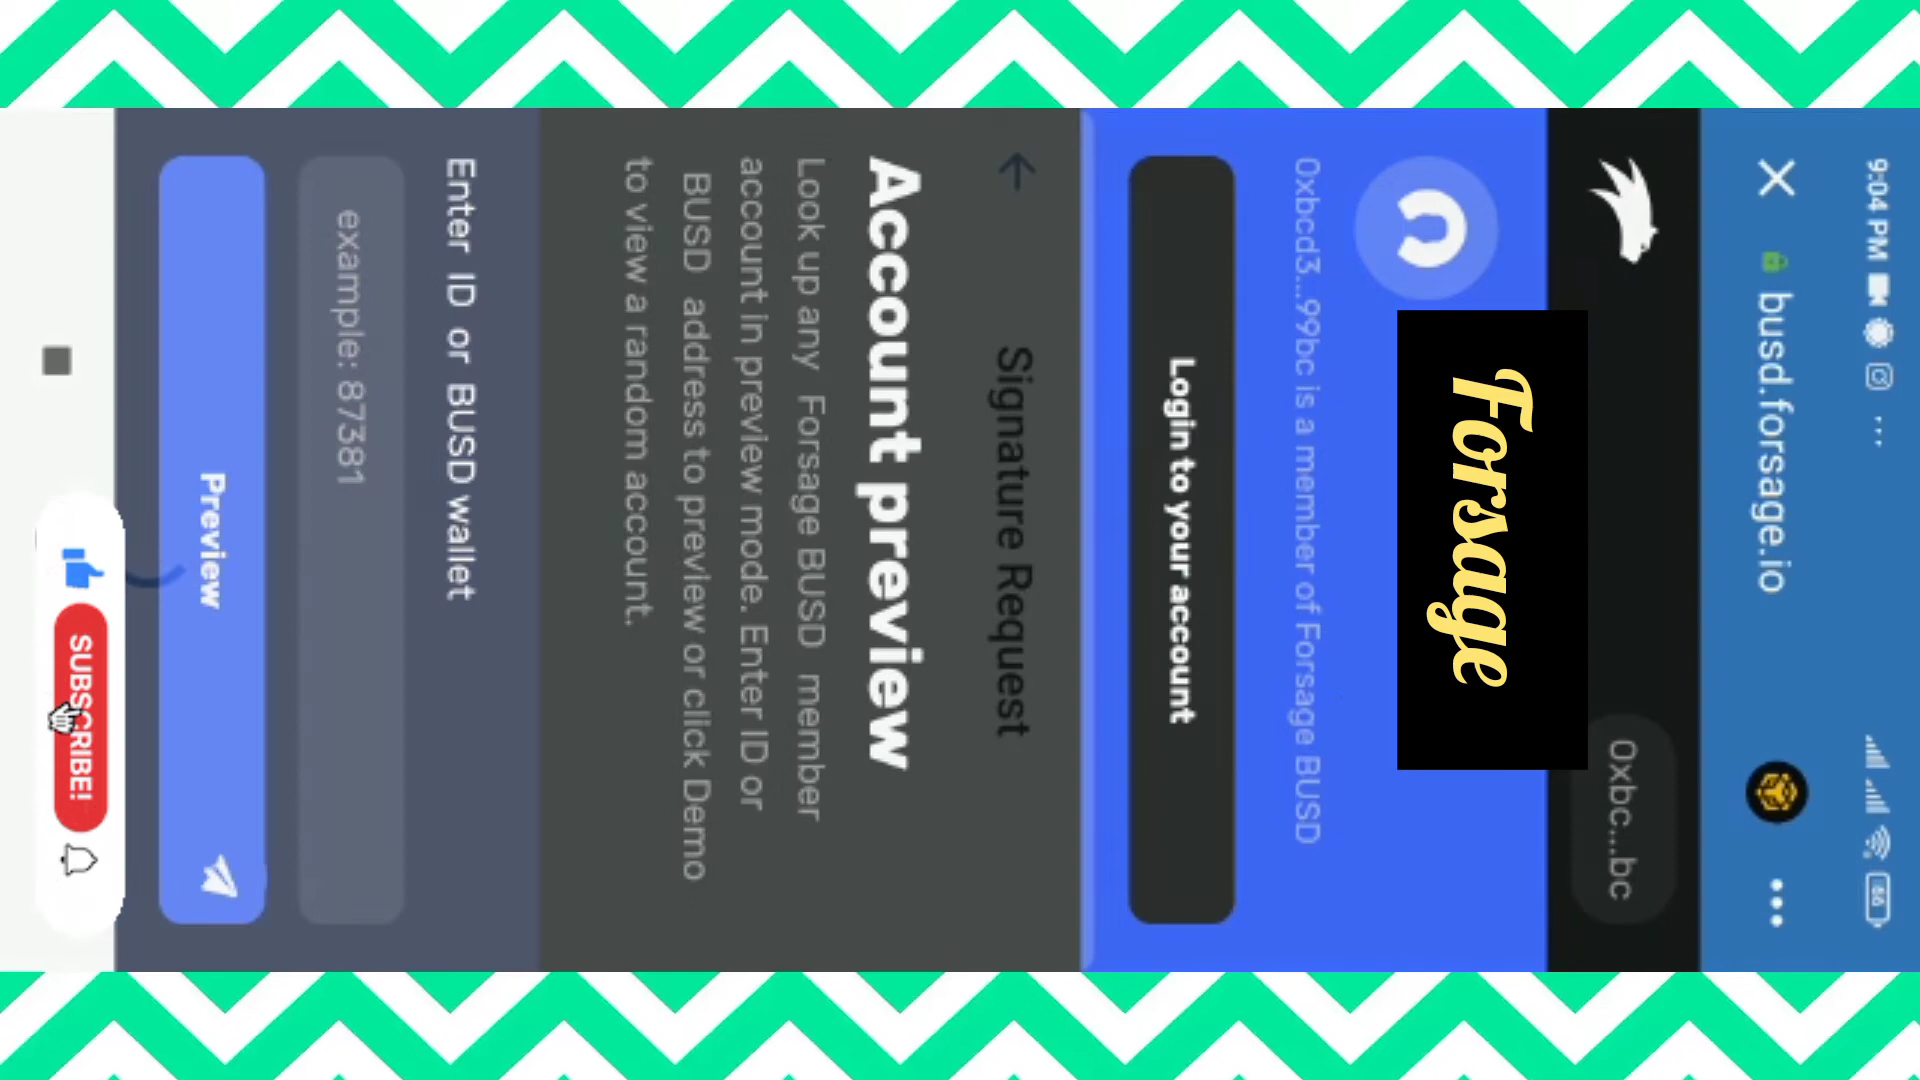 9:04 PM
busd.forsage.io
66
0xbc...bc
Forsage
0xbcd3...99bc is a member of Forsage BUSD
Login to your account
Signature Request
Account preview
Look up any Forsage BUSD member
account in preview mode. Enter ID or
BUSD address to preview or click Demo
to view a random account.
Enter ID or BUSD wallet
example: 87381
Preview
SUBSCRIBE!